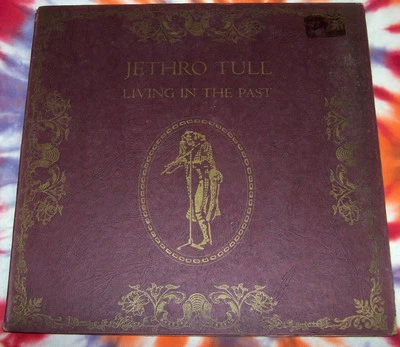 JETHRO TULL
LIVING IN THE PAST